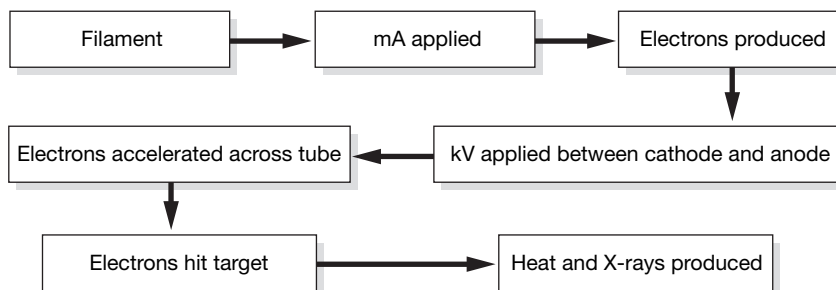 Filament
mA applied
Electrons produced
kV applied between cathode and anode
Electrons accelerated across tube
Electrons hit target
Heat and X-rays produced